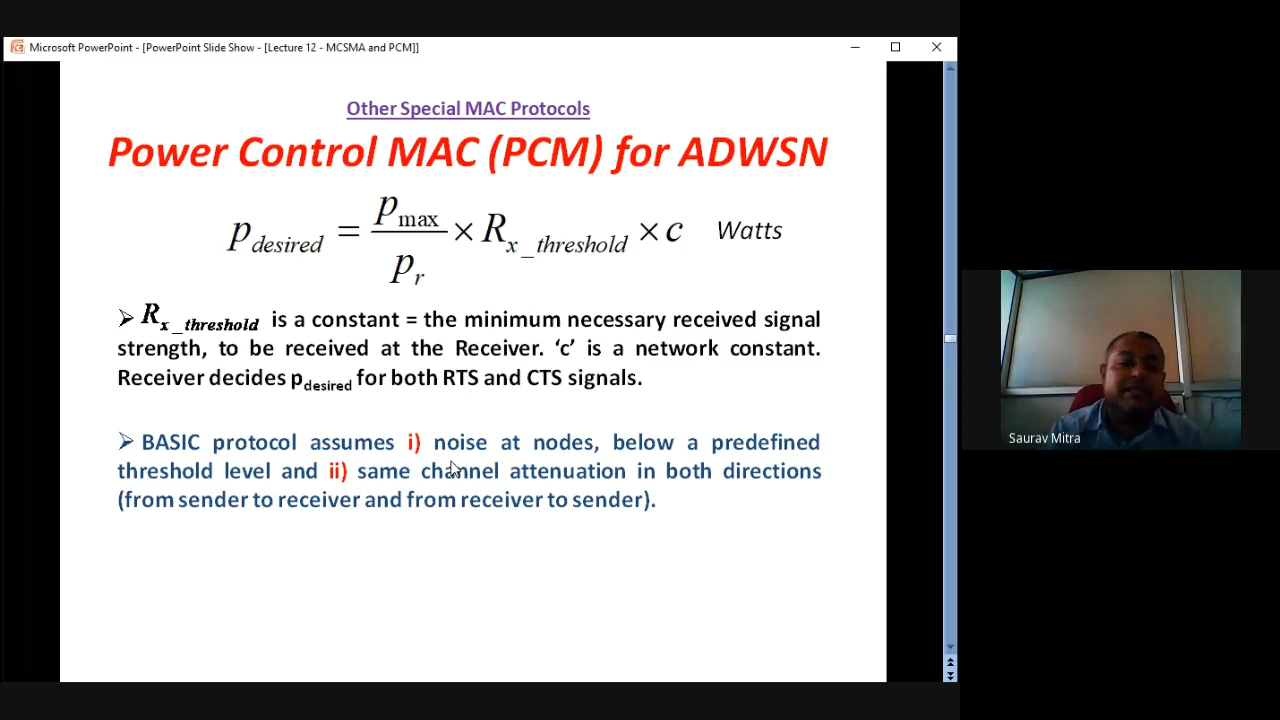 Microsoft PowerPoint - [PowerPoint Slide Show - [Lecture 12 - MCSMA and PCM]]
Other Special MAC Protocols
Power Control MAC (PCM) for ADWSN
p_desired = p_max / p_r × R_x_threshold × c Watts
➢ R_x_threshold is a constant = the minimum necessary received signal
strength, to be received at the Receiver. ‘c’ is a network constant.
Receiver decides p_desired for both RTS and CTS signals.
➢ BASIC protocol assumes i) noise at nodes, below a predefined
threshold level and ii) same channel attenuation in both directions
(from sender to receiver and from receiver to sender).
Saurav Mitra